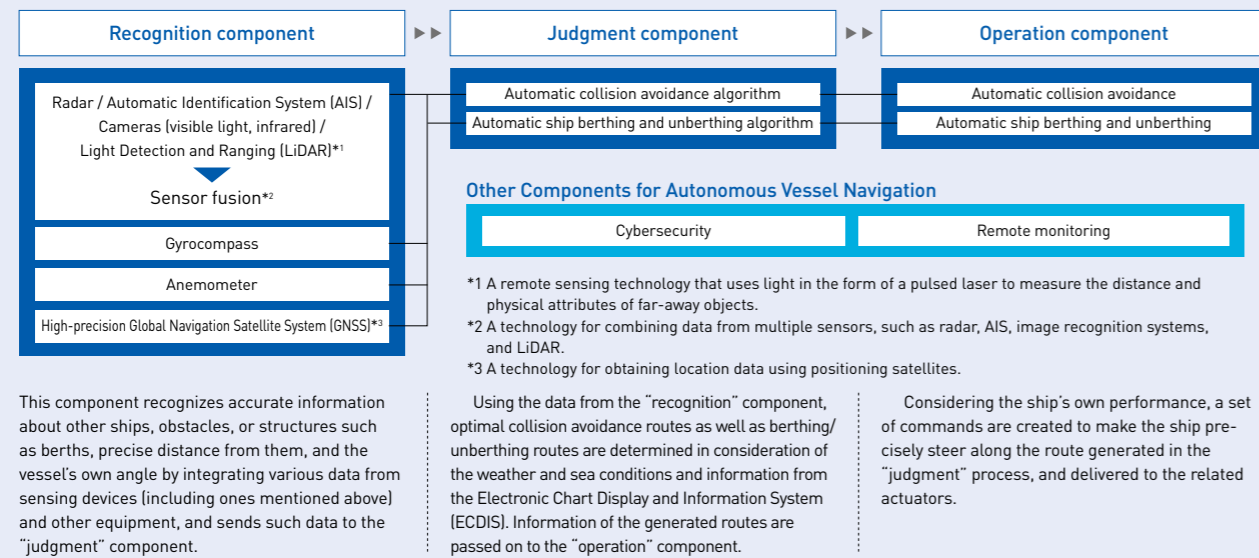 Recognition component
Judgment component
Operation component
Radar / Automatic Identification System (AIS) /
Cameras (visible light, infrared) /
Light Detection and Ranging (LiDAR)*1
Sensor fusion*2
Gyrocompass
Anemometer
High-precision Global Navigation Satellite System (GNSS)*3
Automatic collision avoidance algorithm
Automatic ship berthing and unberthing algorithm
Automatic collision avoidance
Automatic ship berthing and unberthing
Other Components for Autonomous Vessel Navigation
Cybersecurity
Remote monitoring
*1 A remote sensing technology that uses light in the form of a pulsed laser to measure the distance and
physical attributes of far-away objects.
*2 A technology for combining data from multiple sensors, such as radar, AIS, image recognition systems,
and LiDAR.
*3 A technology for obtaining location data using positioning satellites.
This component recognizes accurate information
about other ships, obstacles, or structures such
as berths, precise distance from them, and the
vessel's own angle by integrating various data from
sensing devices (including ones mentioned above)
and other equipment, and sends such data to the
"judgment" component.
Using the data from the "recognition" component,
optimal collision avoidance routes as well as berthing/
unberthing routes are determined in consideration of
the weather and sea conditions and information from
the Electronic Chart Display and Information System
(ECDIS). Information of the generated routes are
passed on to the "operation" component.
Considering the ship's own performance, a set
of commands are created to make the ship pre-
cisely steer along the route generated in the
"judgment" process, and delivered to the related
actuators.